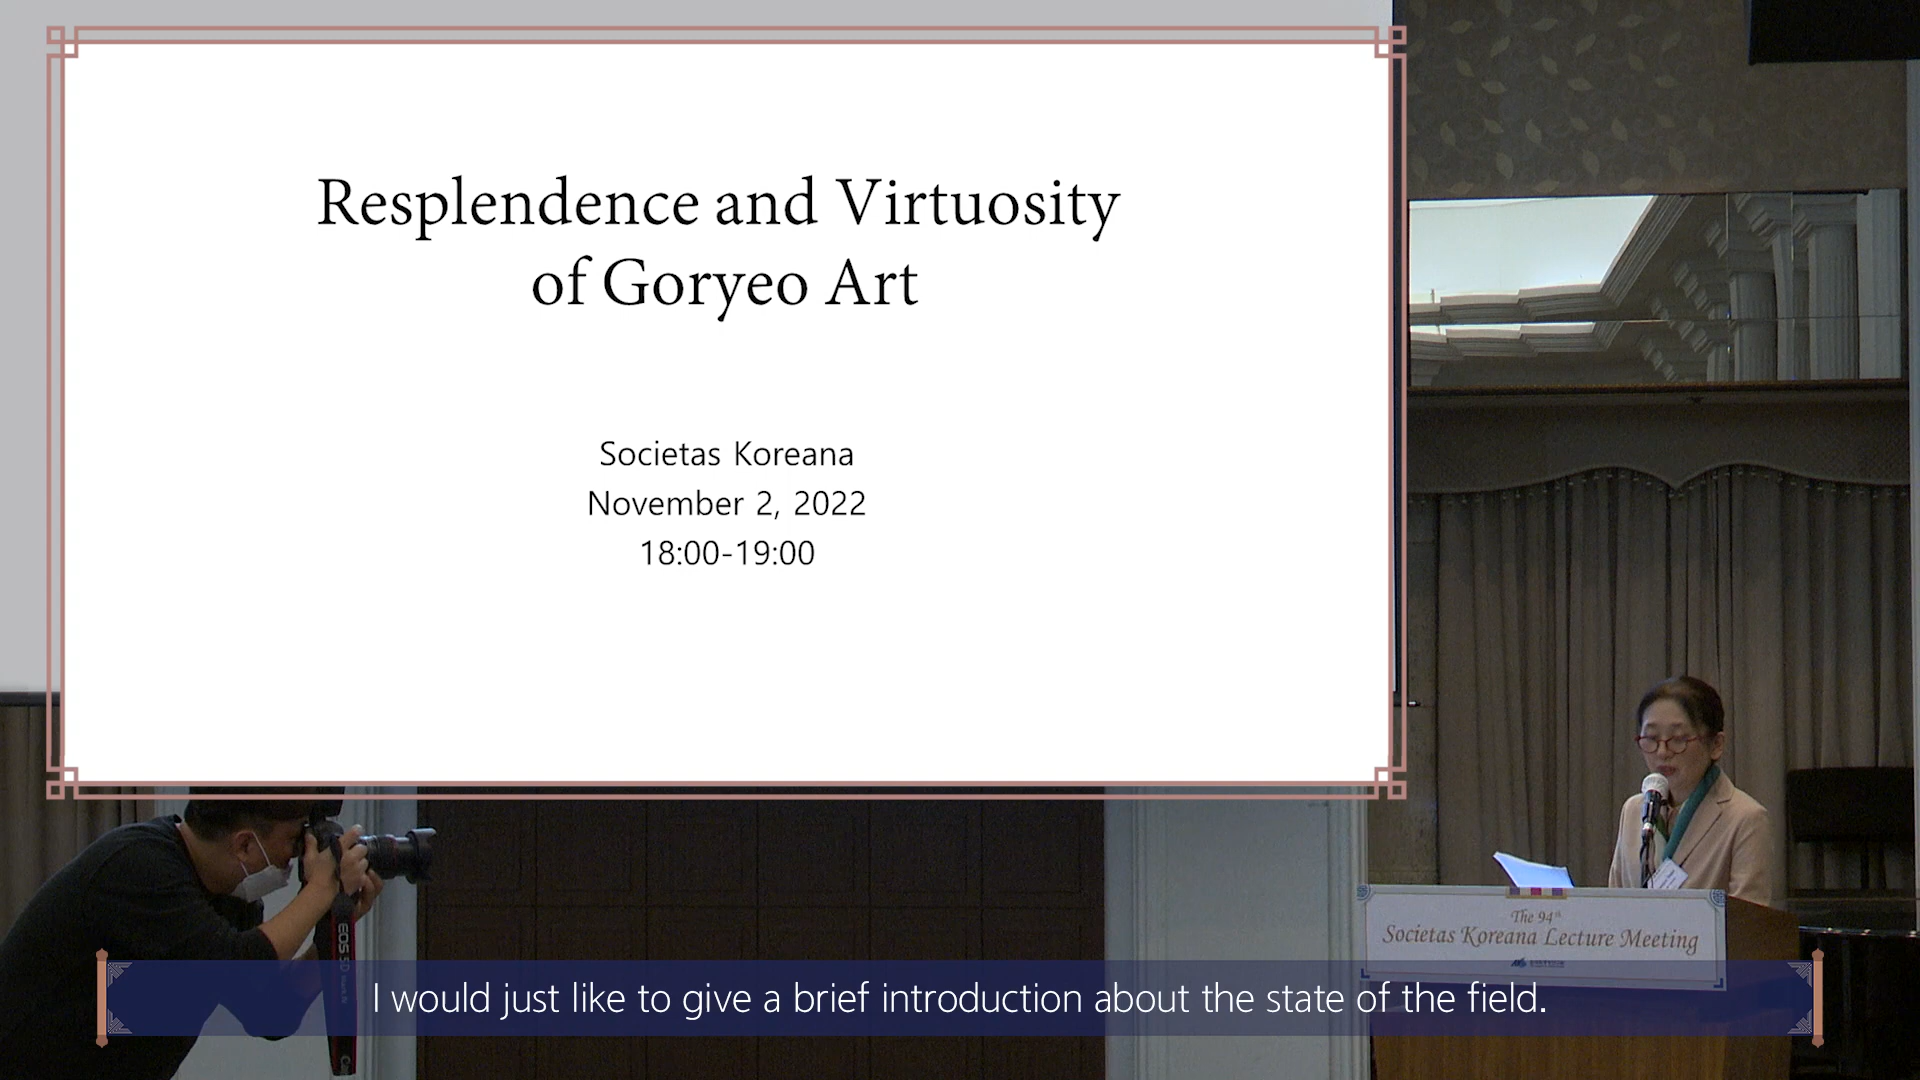 Resplendence and Virtuosity
of Goryeo Art
Societas Koreana
November 2, 2022
18:00-19:00
The 94th
Societas Koreana Lecture Meeting
EOS 5D
I would just like to give a brief introduction about the state of the field.